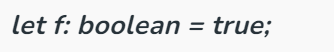 let f: boolean = true;